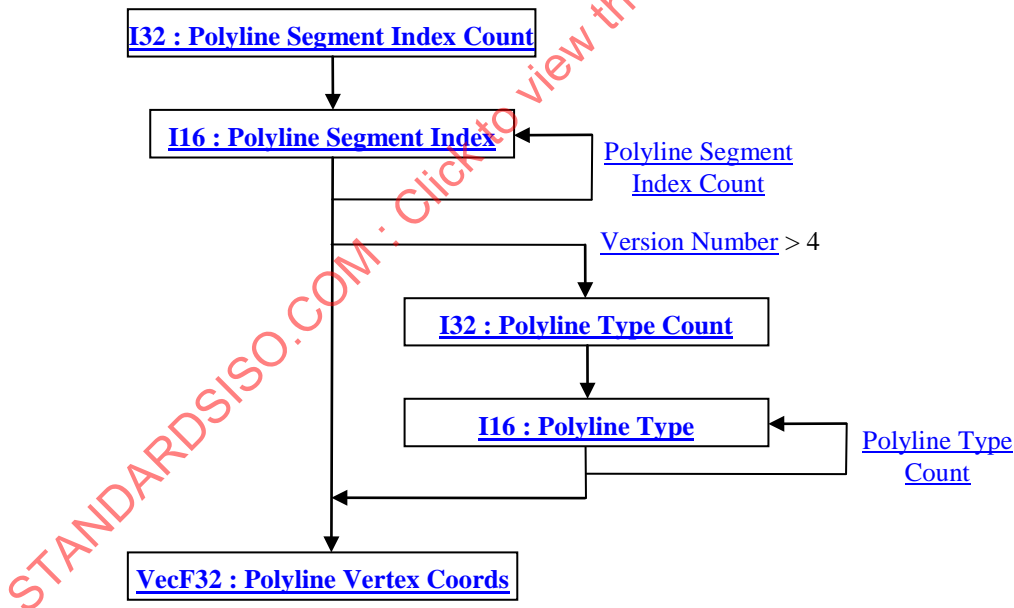 I32 : Polyline Segment Index Count
I16 : Polyline Segment Index
Polyline Segment
Index Count
Version Number > 4
I32 : Polyline Type Count
I16 : Polyline Type
Polyline Type
Count
VecF32 : Polyline Vertex Coords
STANDARDSISO.COM : Click to view th